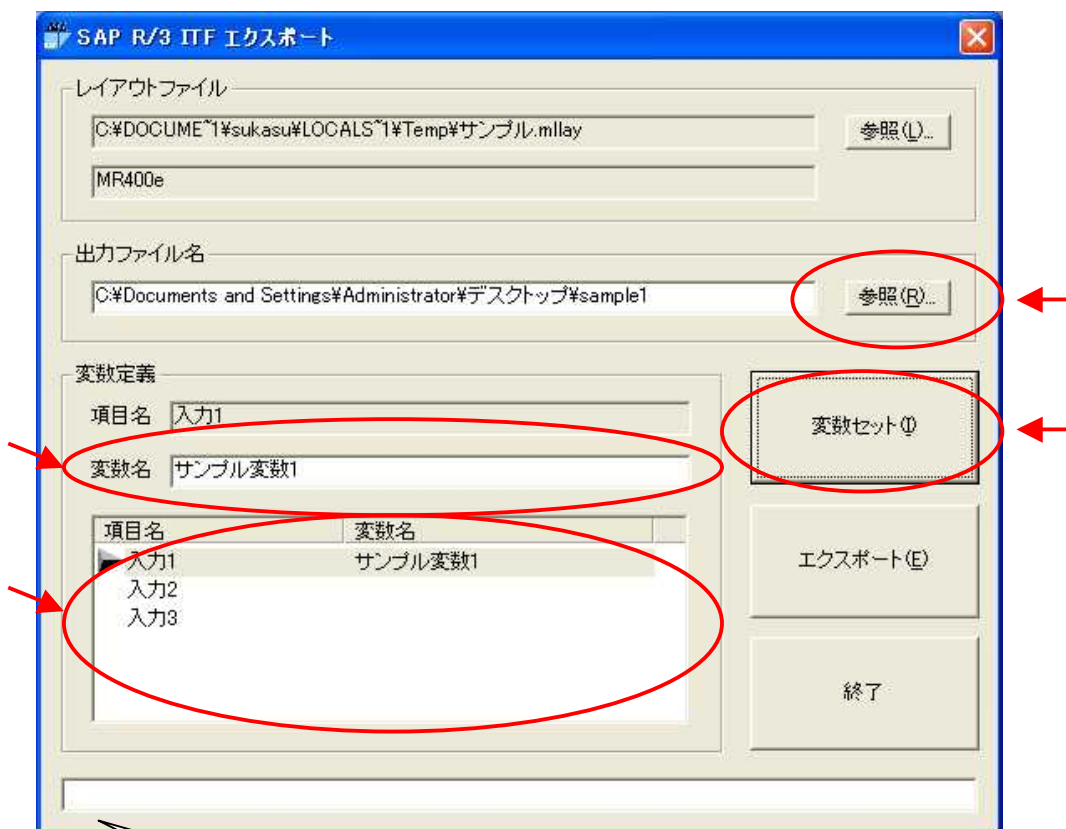 SAP R/3 ITF エクスポート
レイアウトファイル
C:¥DOCUME~1¥sukasu¥LOCALS~1¥Temp¥サンプル.mllay
参照(L)...
MR400e
出力ファイル名
C:¥Documents and Settings¥Administrator¥デスクトップ¥sample1
参照(R)...
変数定義
項目名 入力1
変数名 サンプル変数1
変数セット(I)
項目名 変数名
入力1 サンプル変数1
入力2
入力3
エクスポート(E)
終了